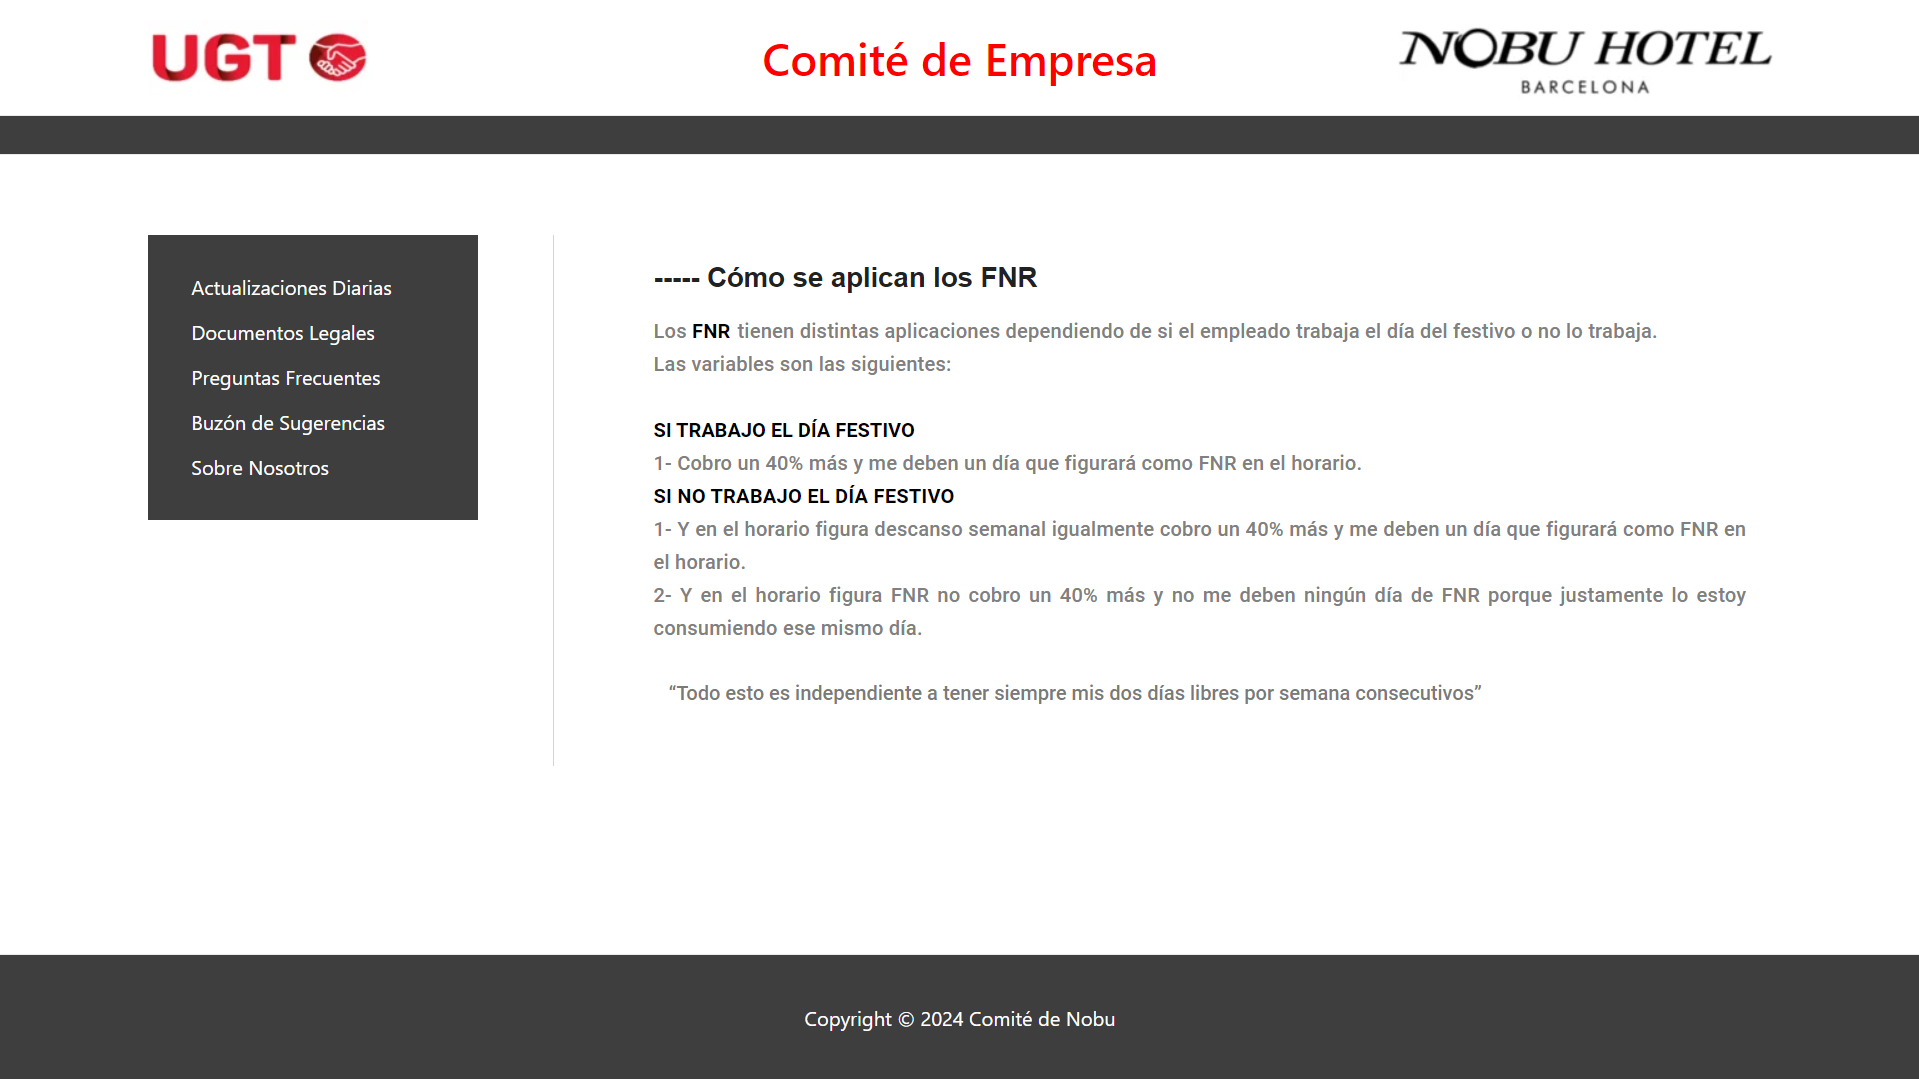 UGT
Comité de Empresa
NOBU HOTEL
BARCELONA
Actualizaciones Diarias
Documentos Legales
Preguntas Frecuentes
Buzón de Sugerencias
Sobre Nosotros
----- Cómo se aplican los FNR
Los FNR tienen distintas aplicaciones dependiendo de si el empleado trabaja el día del festivo o no lo trabaja.
Las variables son las siguientes:
SI TRABAJO EL DÍA FESTIVO
1- Cobro un 40% más y me deben un día que figurará como FNR en el horario.
SI NO TRABAJO EL DÍA FESTIVO
1- Y en el horario figura descanso semanal igualmente cobro un 40% más y me deben un día que figurará como FNR en
el horario.
2- Y en el horario figura FNR no cobro un 40% más y no me deben ningún día de FNR porque justamente lo estoy
consumiendo ese mismo día.
“Todo esto es independiente a tener siempre mis dos días libres por semana consecutivos”
Copyright © 2024 Comité de Nobu